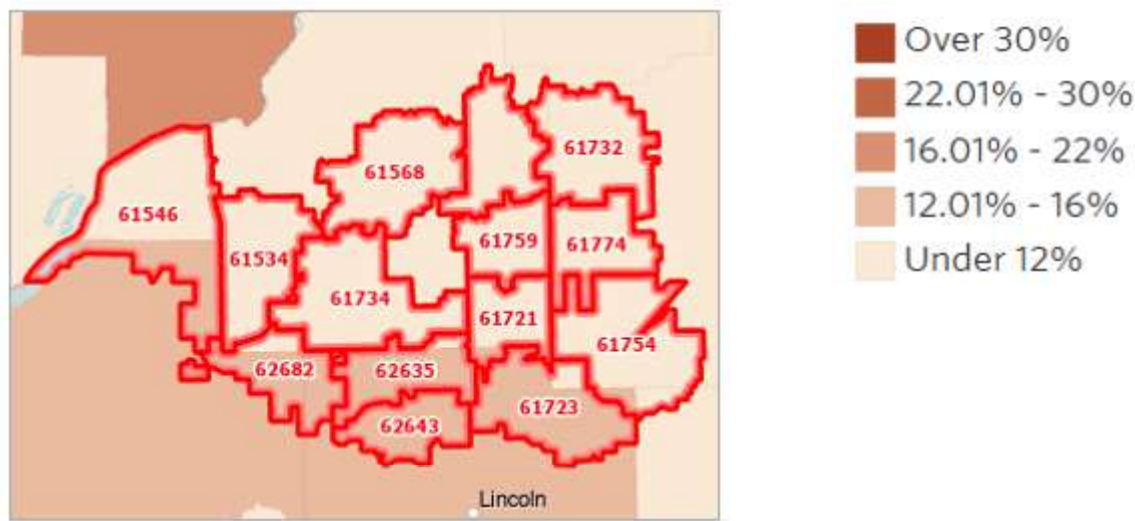 61732
61568
61546
61759
61774
61534
61734
61721
61754
62682
62635
61723
62643
Lincoln
Over 30%
22.01% - 30%
16.01% - 22%
12.01% - 16%
Under 12%